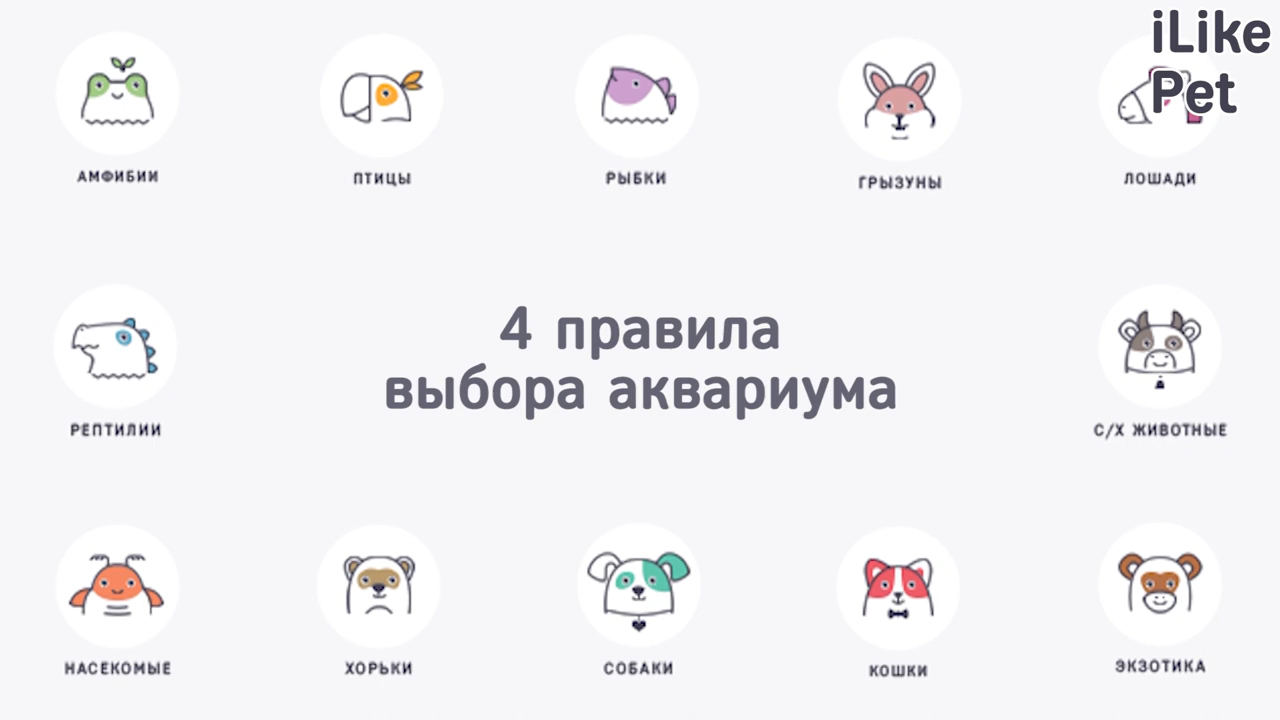 iLike
Pet
АМФИБИИ
ПТИЦЫ
РЫБКИ
ГРЫЗУНЫ
ЛОШАДИ
4 правила
выбора аквариума
РЕПТИЛИИ
С/Х ЖИВОТНЫЕ
НАСЕКОМЫЕ
ХОРЬКИ
СОБАКИ
КОШКИ
ЭКЗОТИКА